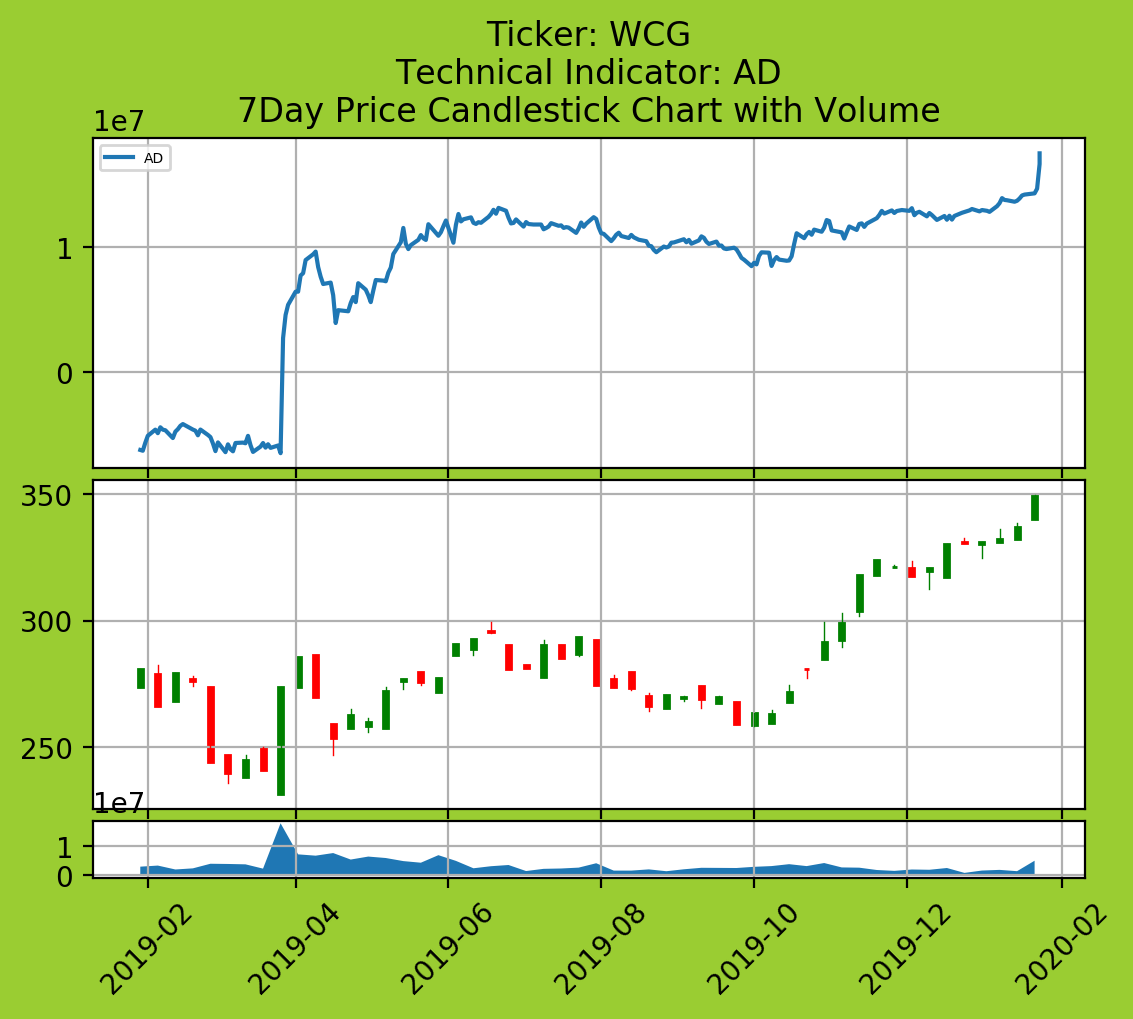 Ticker: WCG
Technical Indicator: AD
7Day Price Candlestick Chart with Volume
1e7
AD
1
0
350
300
250
1e7
1
0
2019-02
2019-04
2019-06
2019-08
2019-10
2019-12
2020-02